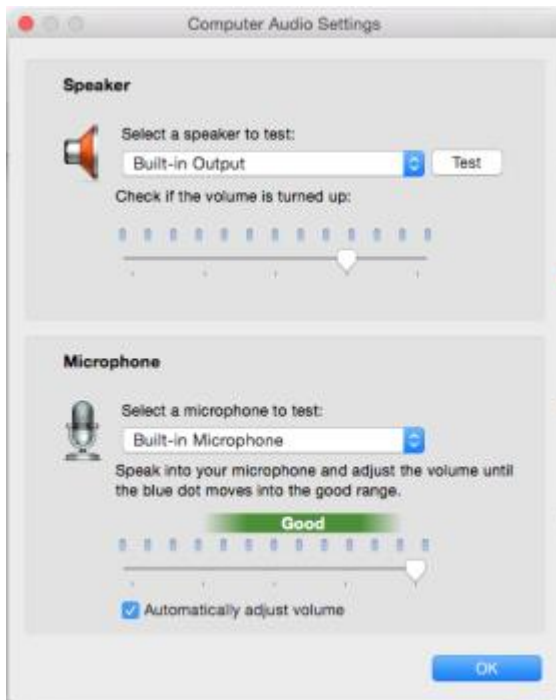 Computer Audio Settings
Speaker
Select a speaker to test:
Built-in Output
Test
Check if the volume is turned up:
Microphone
Select a microphone to test:
Built-in Microphone
Speak into your microphone and adjust the volume until
the blue dot moves into the good range.
Good
Automatically adjust volume
OK